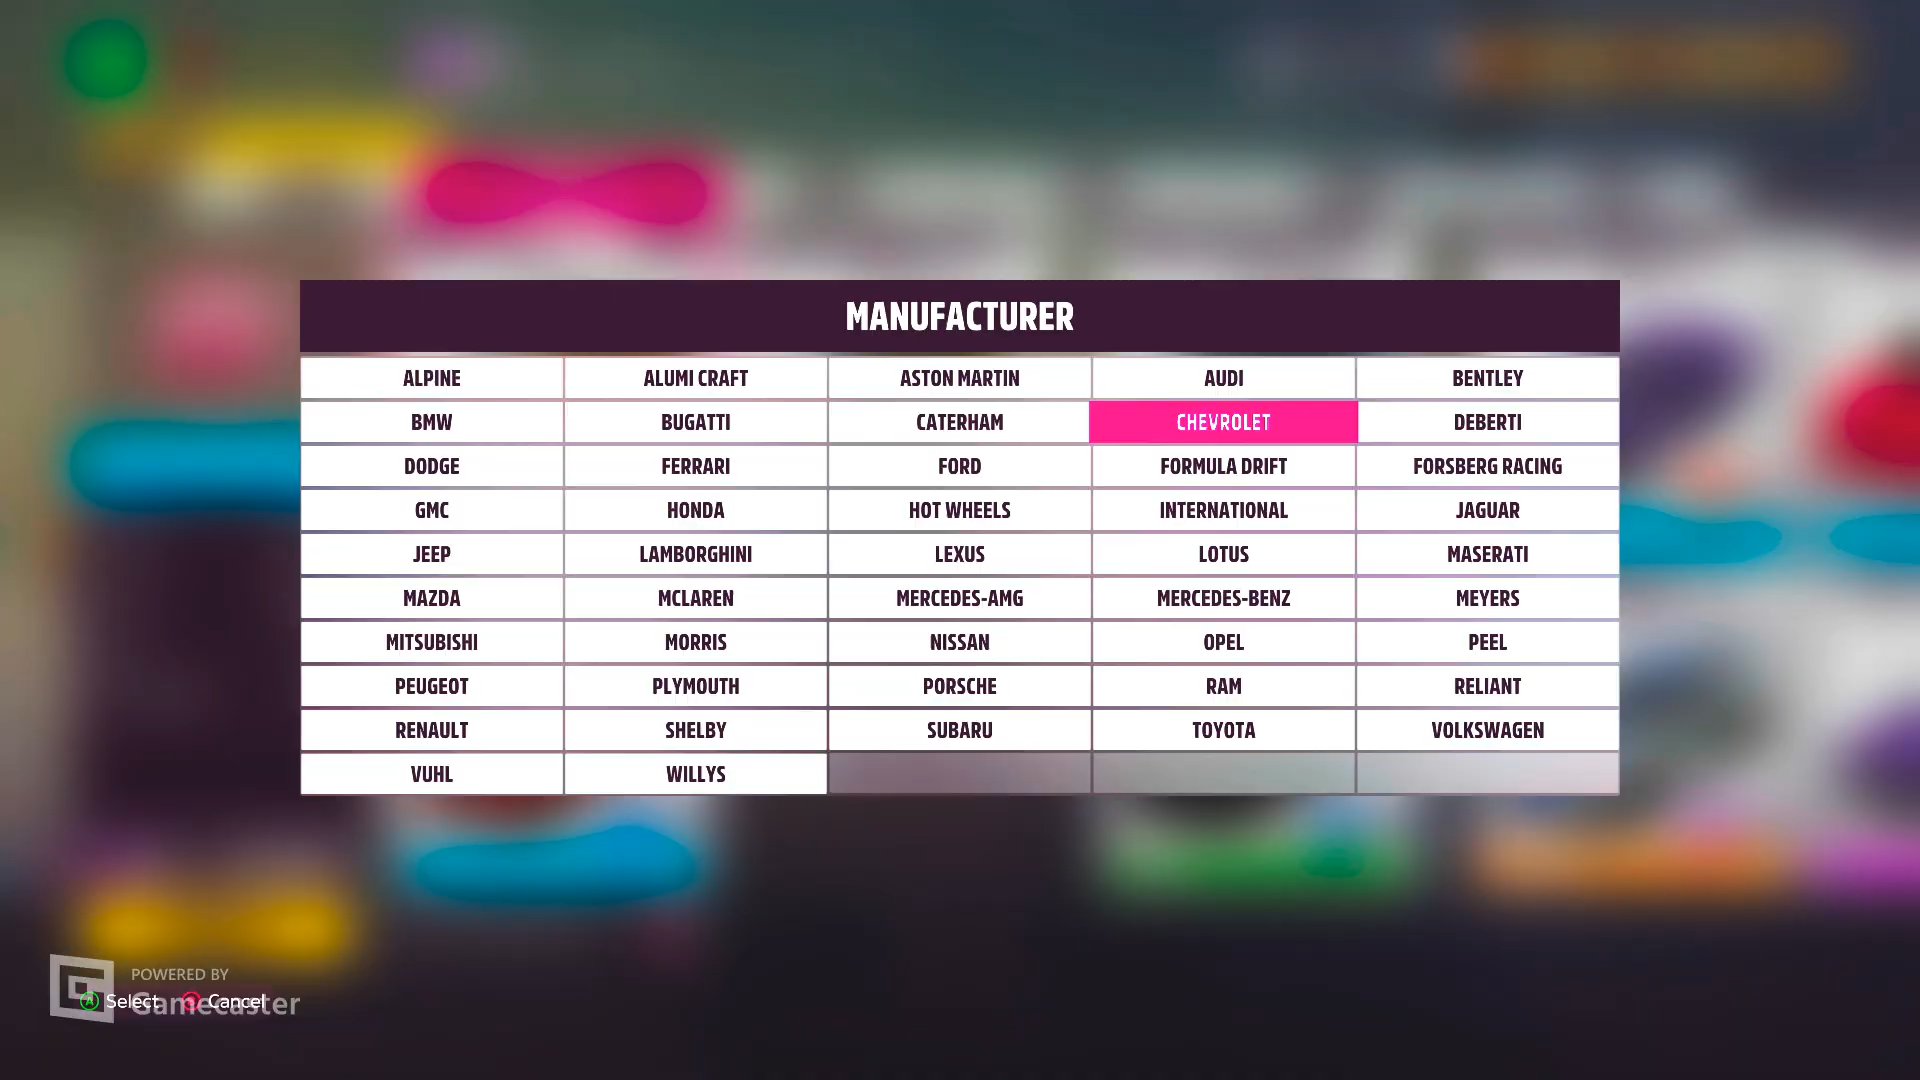 MANUFACTURER
ALPINE ALUMI CRAFT ASTON MARTIN AUDI BENTLEY
BMW BUGATTI CATERHAM CHEVROLET DEBERTI
DODGE FERRARI FORD FORMULA DRIFT FORSBERG RACING
GMC HONDA HOT WHEELS INTERNATIONAL JAGUAR
JEEP LAMBORGHINI LEXUS LOTUS MASERATI
MAZDA MCLAREN MERCEDES-AMG MERCEDES-BENZ MEYERS
MITSUBISHI MORRIS NISSAN OPEL PEEL
PEUGEOT PLYMOUTH PORSCHE RAM RELIANT
RENAULT SHELBY SUBARU TOYOTA VOLKSWAGEN
VUHL WILLYS
POWERED BY
Gamecaster
A Select B Cancel